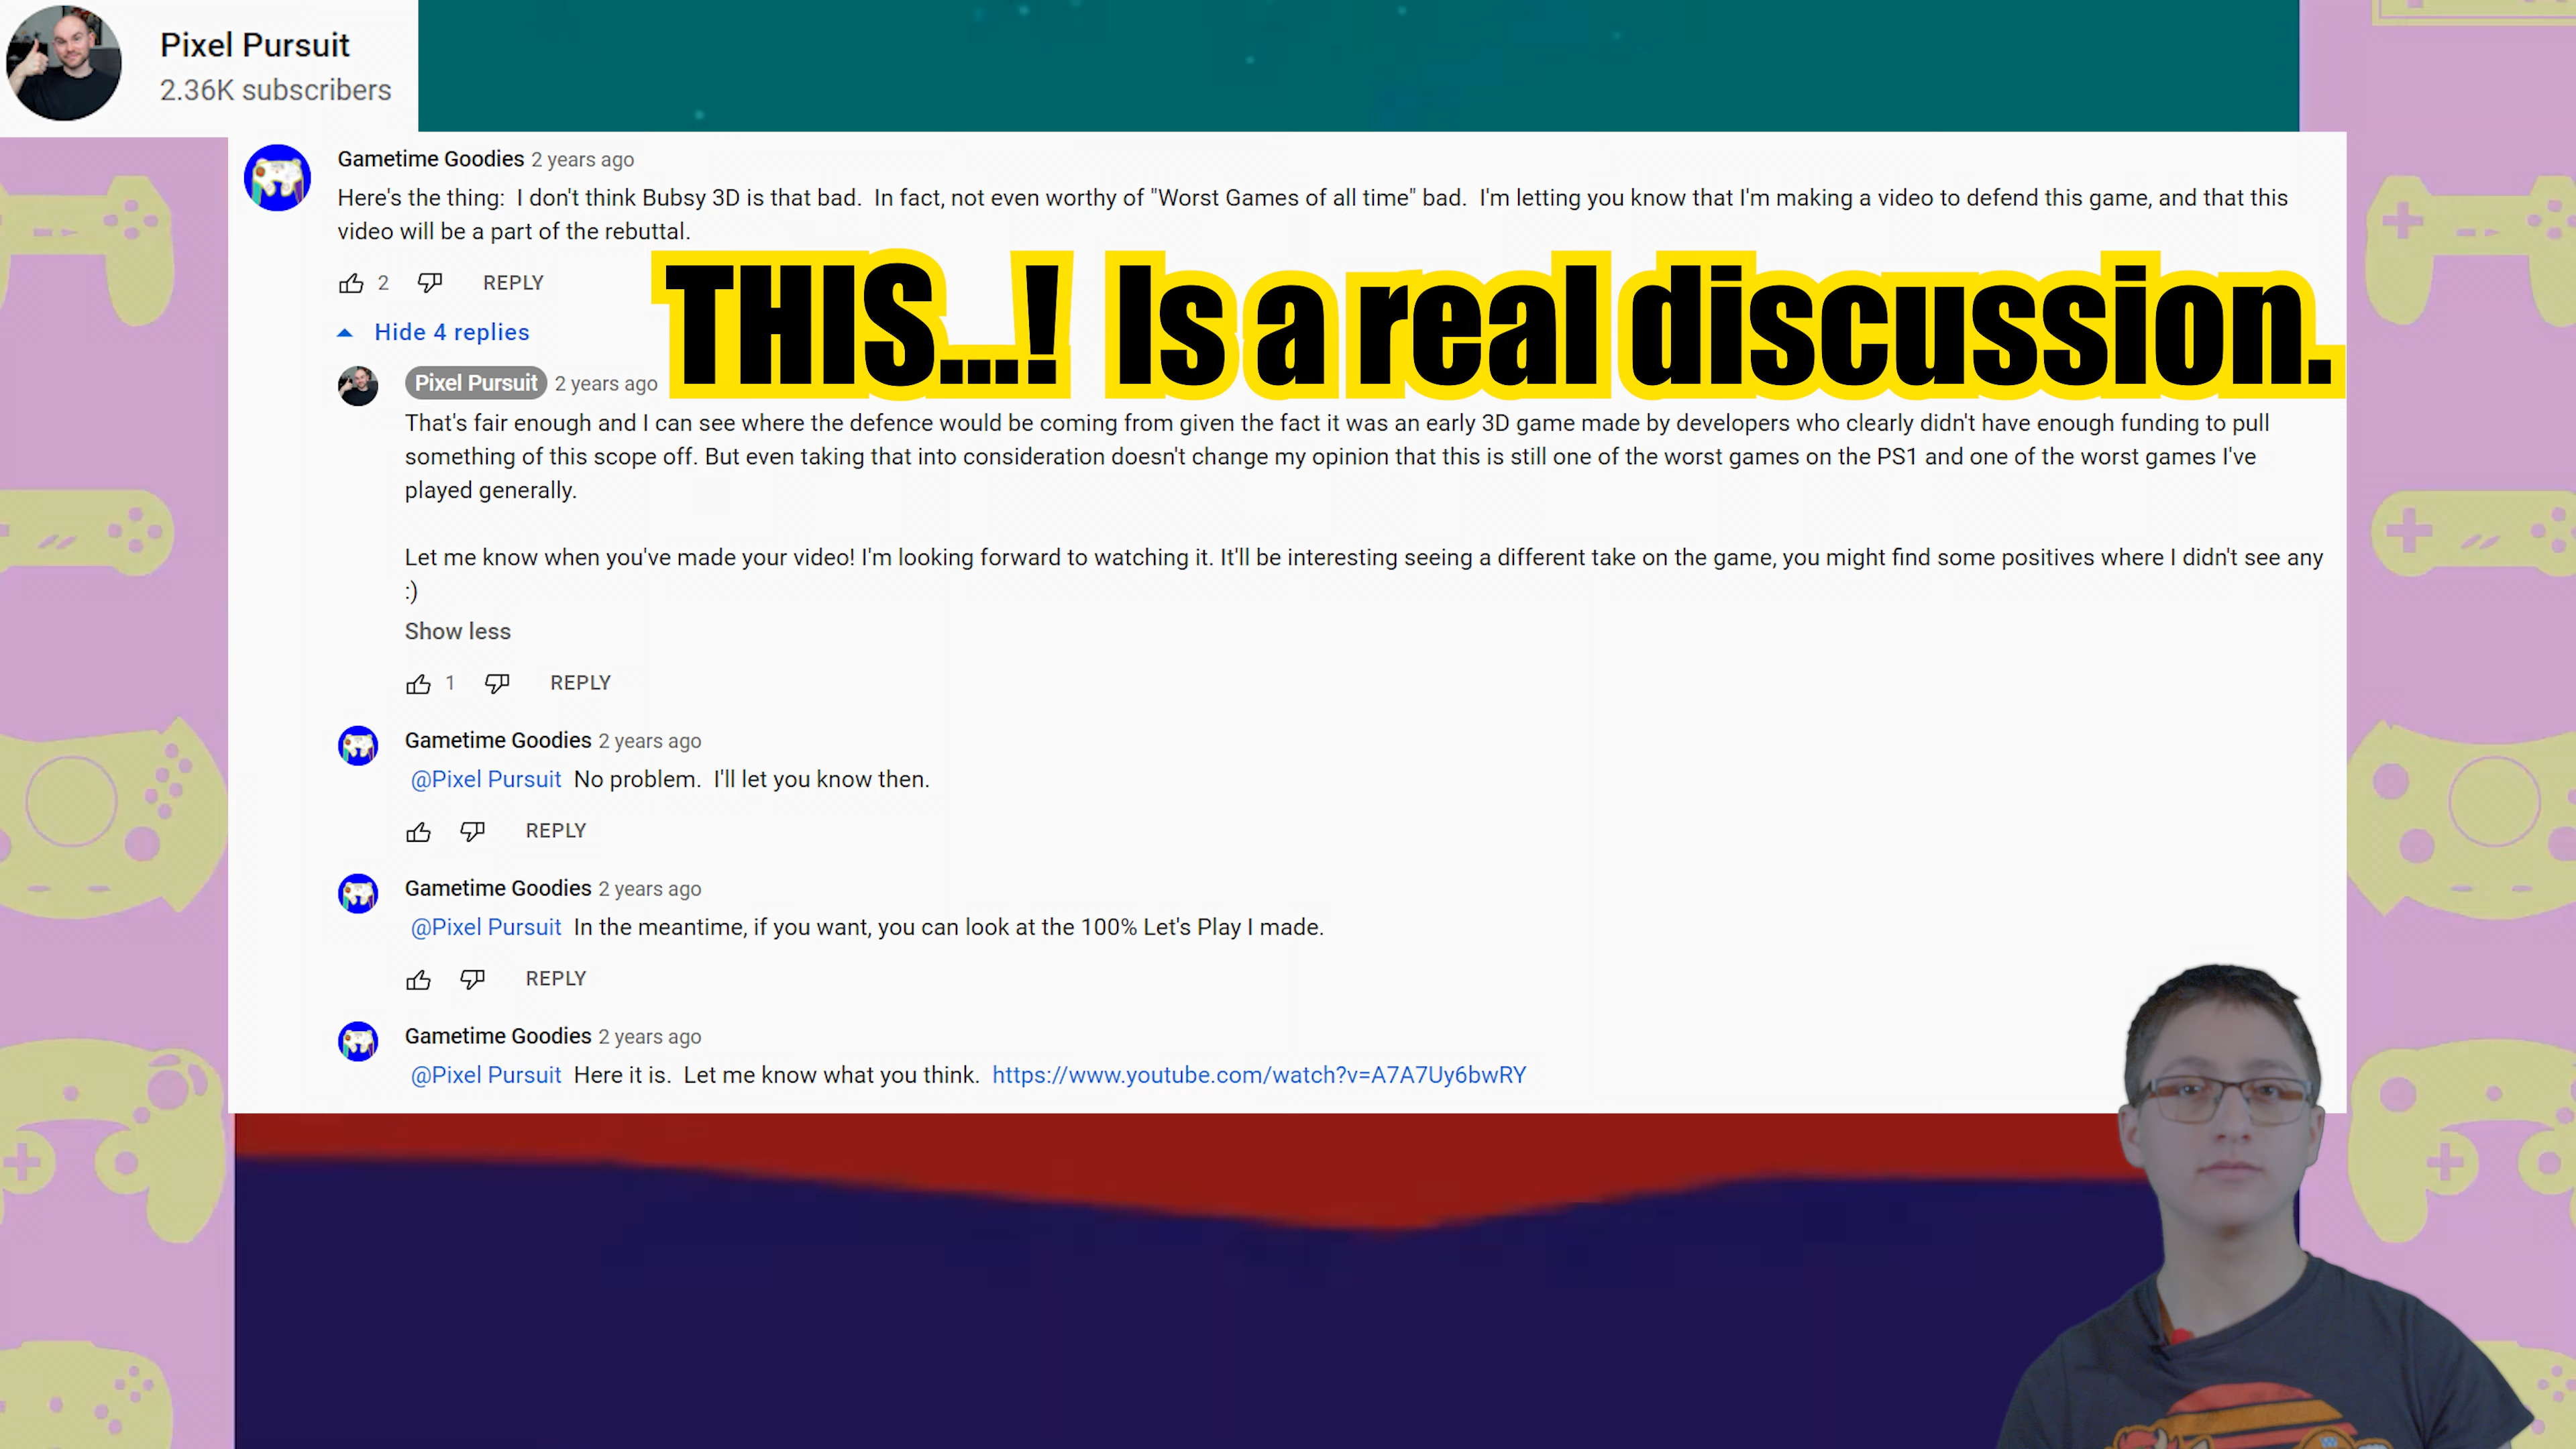 Pixel Pursuit
2.36K subscribers
Gametime Goodies 2 years ago
Here's the thing: I don't think Bubsy 3D is that bad. In fact, not even worthy of "Worst Games of all time" bad. I'm letting you know that I'm making a video to defend this game, and that this
video will be a part of the rebuttal.
2 REPLY
THIS...! Is a real discussion.
Hide 4 replies
Pixel Pursuit 2 years ago
That's fair enough and I can see where the defence would be coming from given the fact it was an early 3D game made by developers who clearly didn't have enough funding to pull
something of this scope off. But even taking that into consideration doesn't change my opinion that this is still one of the worst games on the PS1 and one of the worst games I've
played generally.
Let me know when you've made your video! I'm looking forward to watching it. It'll be interesting seeing a different take on the game, you might find some positives where I didn't see any
:)
Show less
1 REPLY
Gametime Goodies 2 years ago
@Pixel Pursuit No problem. I'll let you know then.
REPLY
Gametime Goodies 2 years ago
@Pixel Pursuit In the meantime, if you want, you can look at the 100% Let's Play I made.
REPLY
Gametime Goodies 2 years ago
@Pixel Pursuit Here it is. Let me know what you think. https://www.youtube.com/watch?v=A7A7Uy6bwRY